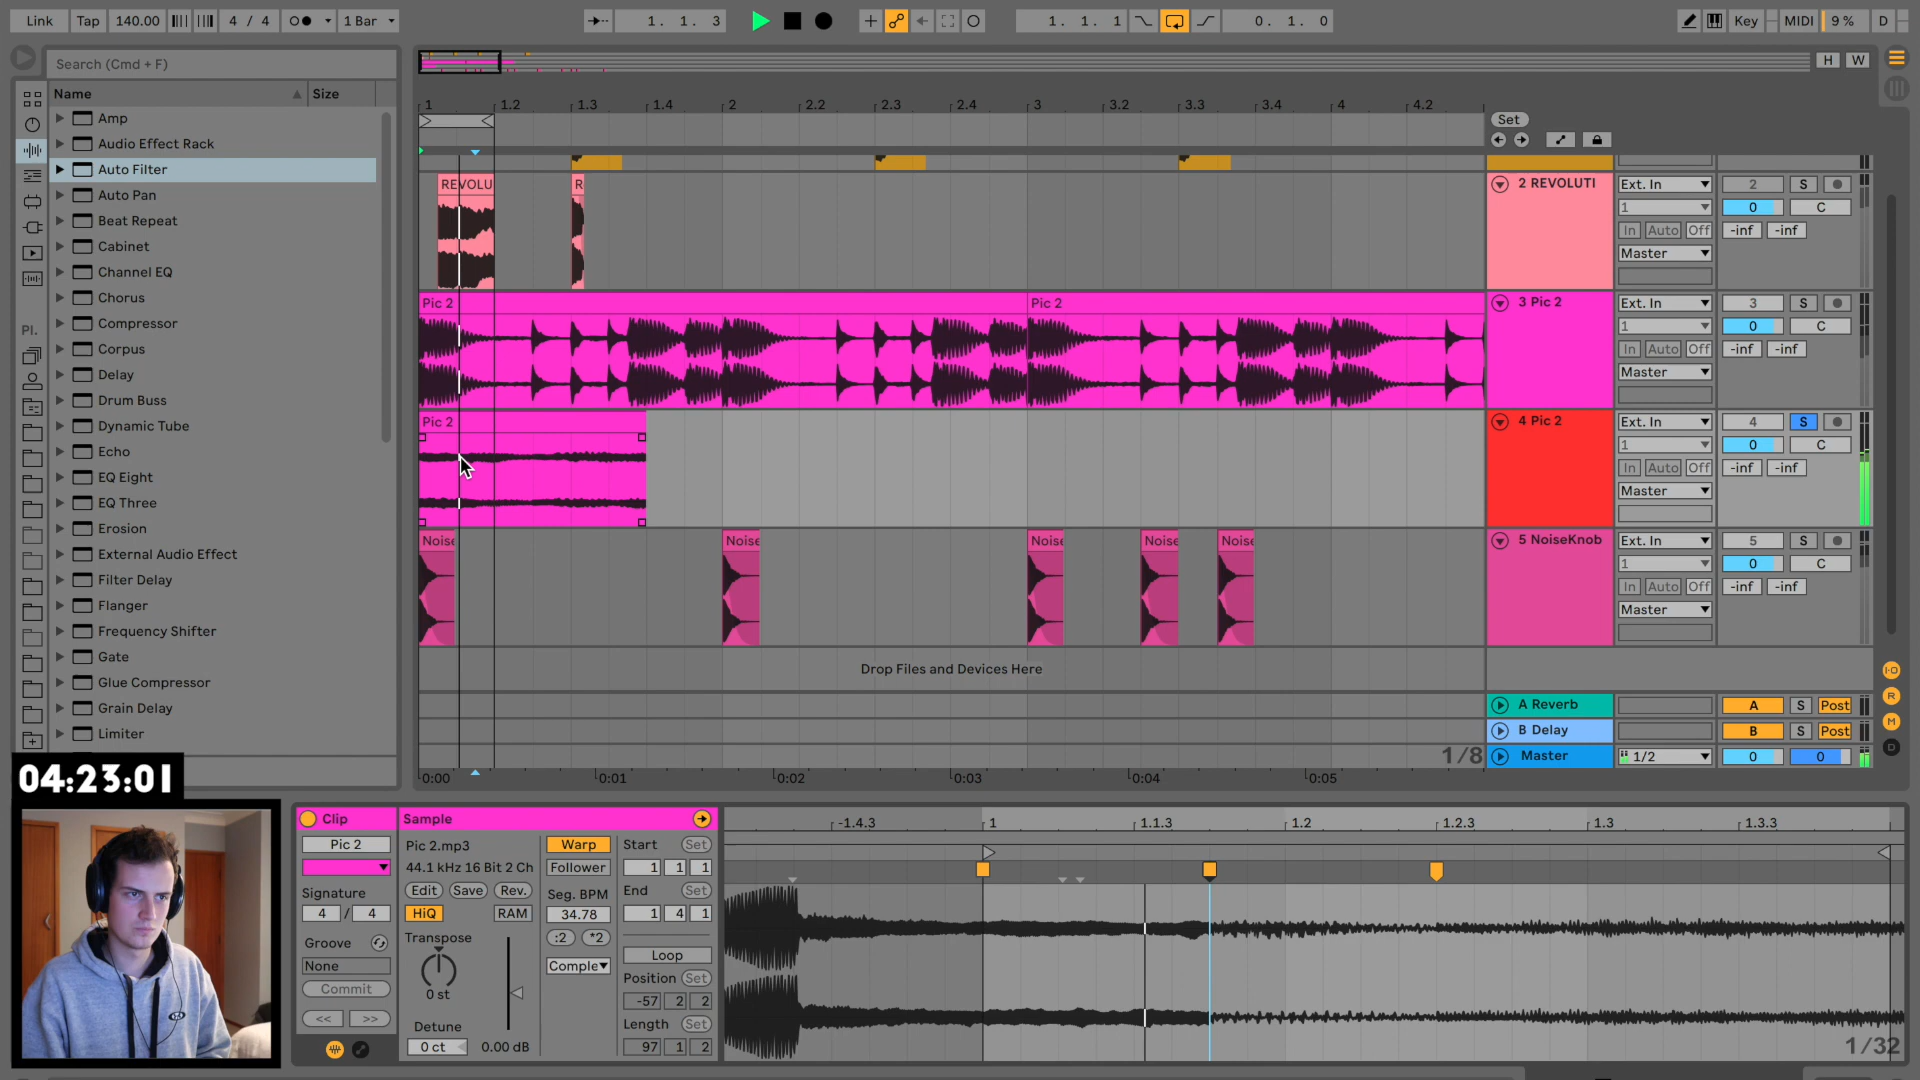 Link Tap 140.00 4 / 4 1 Bar 1. 1. 3 1. 1. 1 0. 1. 0 Key MIDI 9 % D
Search (Cmd + F)
H W
Name Size
1 1.2 1.3 1.4 2 2.2 2.3 2.4 3 3.2 3.3 3.4 4 4.2
Set
Amp
Audio Effect Rack
Auto Filter
Auto Pan
Beat Repeat
Cabinet
Channel EQ
Chorus
Compressor
Corpus
Delay
Drum Buss
Dynamic Tube
Echo
EQ Eight
EQ Three
Erosion
External Audio Effect
Filter Delay
Flanger
Frequency Shifter
Gate
Glue Compressor
Grain Delay
Limiter
Pl.
REVOLU R
2 REVOLUTI Ext. In 2 S
1 0 C
In Auto Off -inf -inf
Master
Pic 2 Pic 2
3 Pic 2 Ext. In 3 S
1 0 C
In Auto Off -inf -inf
Master
Pic 2
4 Pic 2 Ext. In 4 S
1 0 C
In Auto Off -inf -inf
Master
Noise Noise Noise Noise Noise
5 NoiseKnob Ext. In 5 S
1 0 C
In Auto Off -inf -inf
Master
Drop Files and Devices Here
A Reverb A S Post
B Delay B S Post
1/8 Master 1/2 0 0
I·O
R
M
D
0:00 0:01 0:02 0:03 0:04 0:05
04:23:01
Clip
Pic 2
Signature
4 / 4
Groove
None
Commit
<< >>
Sample
Pic 2.mp3
44.1 kHz 16 Bit 2 Ch
Edit Save Rev.
HiQ RAM
Transpose
0 st
Detune
0 ct 0.00 dB
Warp
Follower
Seg. BPM
34.78
:2 *2
Comple
Start Set
1 1 1
End Set
1 4 1
Loop
Position Set
-57 2 2
Length Set
97 1 2
-1.4.3 1 1.1.3 1.2 1.2.3 1.3 1.3.3
1/32